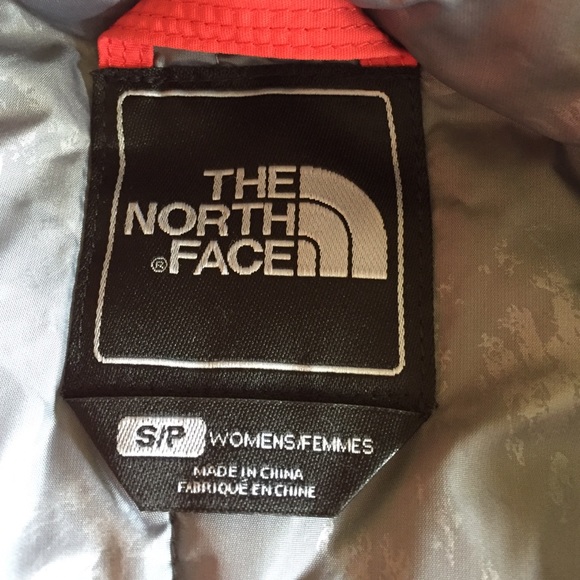 THE
NORTH
® FACE
S/P WOMENS/FEMMES
MADE IN CHINA
FABRIQUÉ EN CHINE